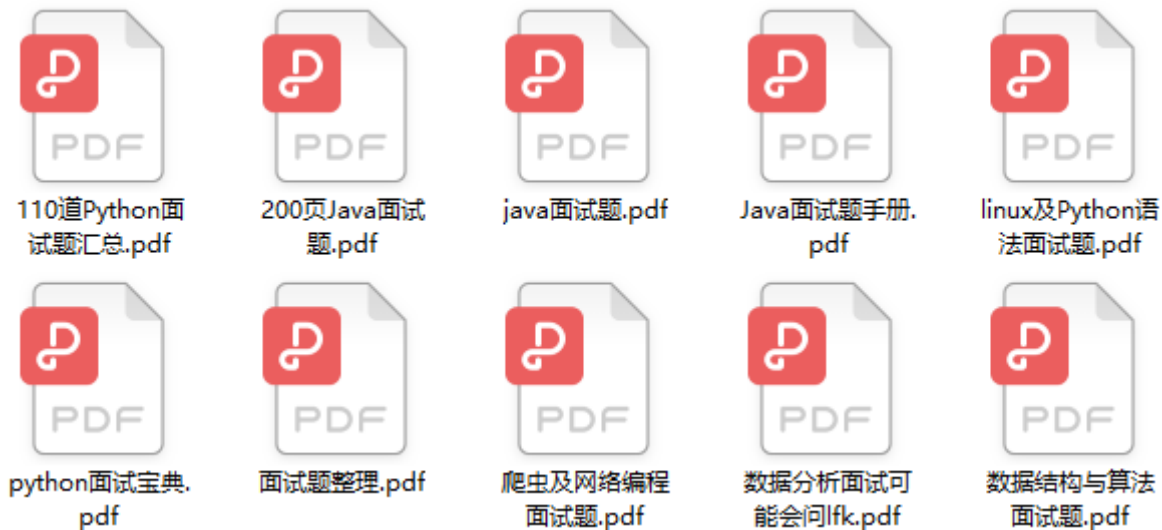 PDF PDF PDF PDF PDF
110道Python面 200页Java面试 java面试题.pdf Java面试题手册. linux及Python语
试题汇总.pdf 题.pdf pdf 法面试题.pdf
PDF PDF PDF PDF PDF
python面试宝典. 面试题整理.pdf 爬虫及网络编程 数据分析面试可 数据结构与算法
pdf 面试题.pdf 能会问lfk.pdf 面试题.pdf